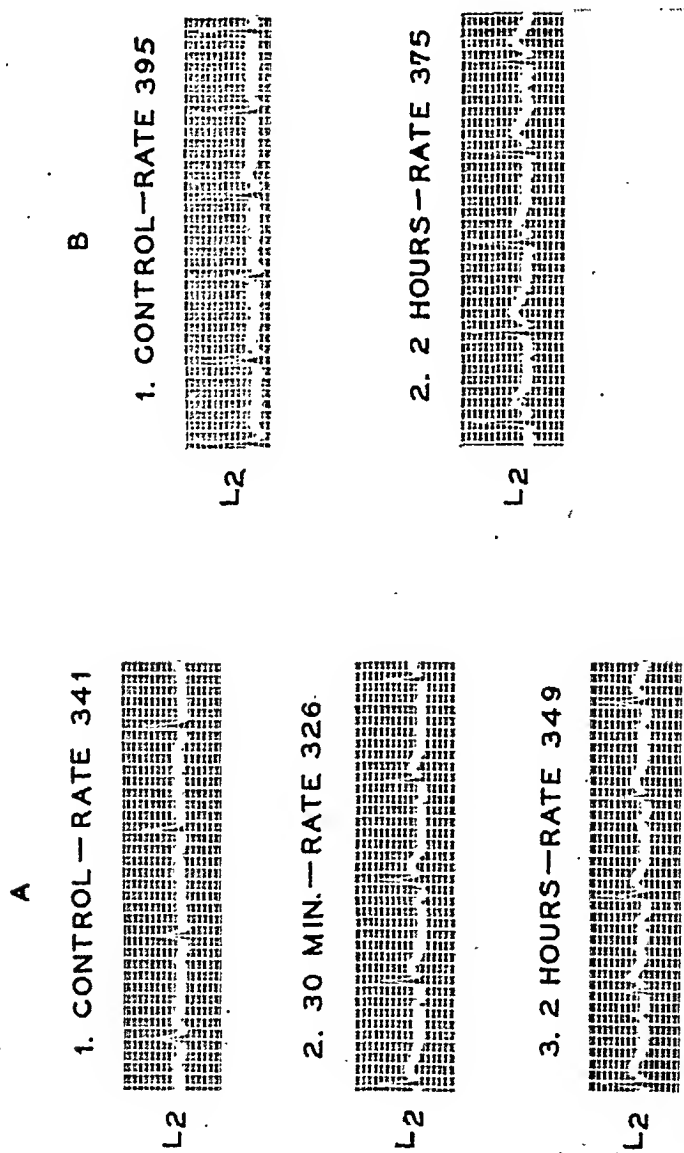 A
1. CONTROL—RATE 341
L2
2. 30 MIN.—RATE 326
L2
3. 2 HOURS—RATE 349
L2
B
1. CONTROL—RATE 395
L2
2. 2 HOURS—RATE 375
L2